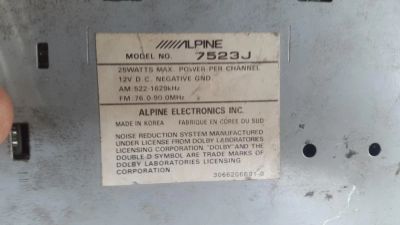 ALPINE
MODEL NO. 7523J
25WATTS MAX. POWER PER CHANNEL
12V D.C. NEGATIVE GND
AM 522-1629kHz
FM 76.0-90.0MHz
ALPINE ELECTRONICS INC.
MADE IN KOREA FABRIQUE EN COREE DU SUD
NOISE REDUCTION SYSTEM MANUFACTURED
UNDER LICENSE FROM DOLBY LABORATORIES
LICENSING CORPORATION. "DOLBY" AND THE
DOUBLE-D SYMBOL ARE TRADE MARKS OF
DOLBY LABORATORIES LICENSING
CORPORATION